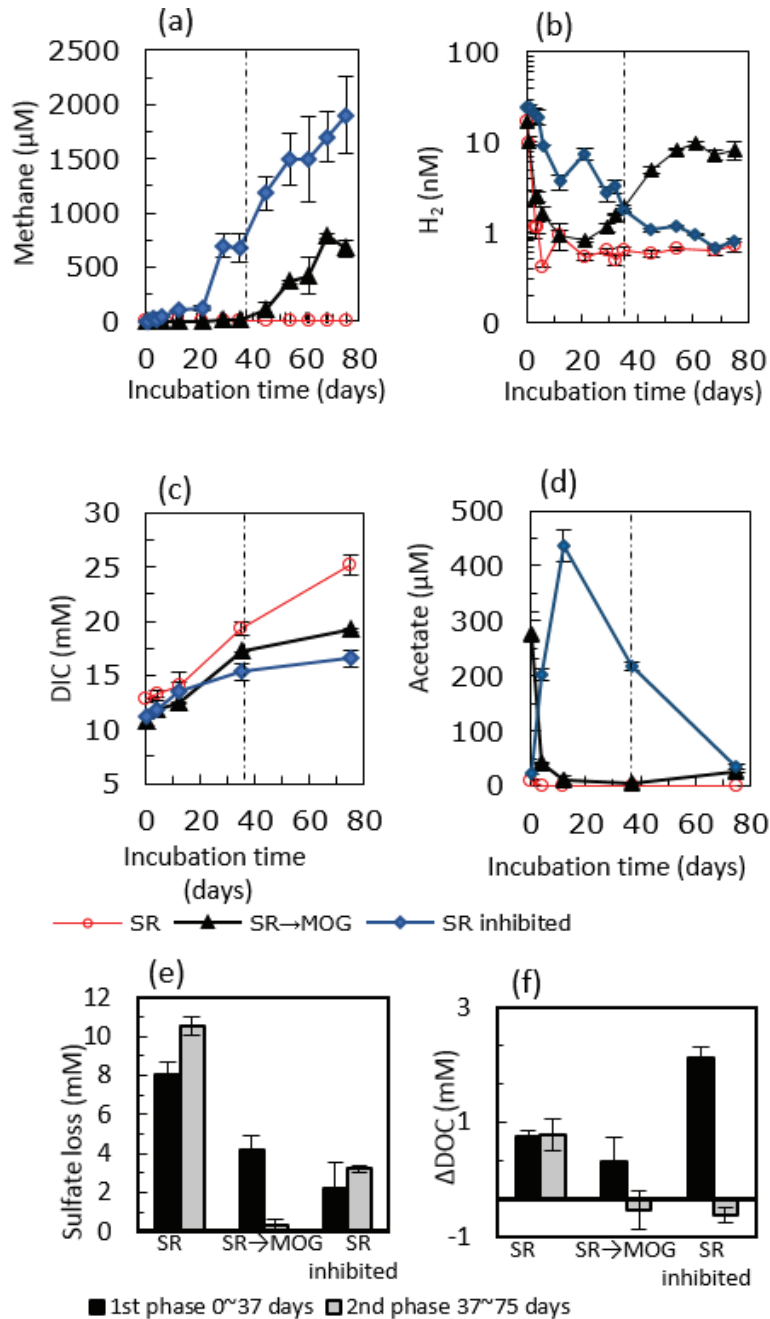 (a)
Methane (µM)
2500
2000
1500
1000
500
0
0 20 40 60 80
Incubation time (days)
(b)
H₂ (nM)
100
10
1
0
0 20 40 60 80
Incubation time (days)
(c)
DIC (mM)
30
25
20
15
10
5
0 20 40 60 80
Incubation time
(days)
(d)
Acetate (µM)
500
450
400
350
300
250
200
150
100
50
0
0 20 40 60 80
Incubation time (days)
SR SR→MOG SR inhibited
(e)
Sulfate loss (mM)
12
10
8
6
4
2
0
SR SR→MOG SR
inhibited
(f)
ΔDOC (mM)
3
1
-1
SR SR→MOG SR
inhibited
1st phase 0~37 days 2nd phase 37~75 days